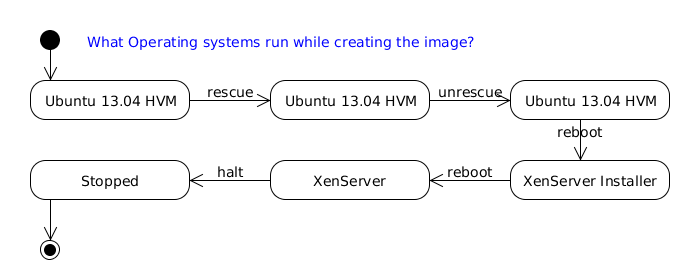 What Operating systems run while creating the image?
Ubuntu 13.04 HVM
rescue
Ubuntu 13.04 HVM
unrescue
Ubuntu 13.04 HVM
reboot
XenServer Installer
reboot
XenServer
halt
Stopped